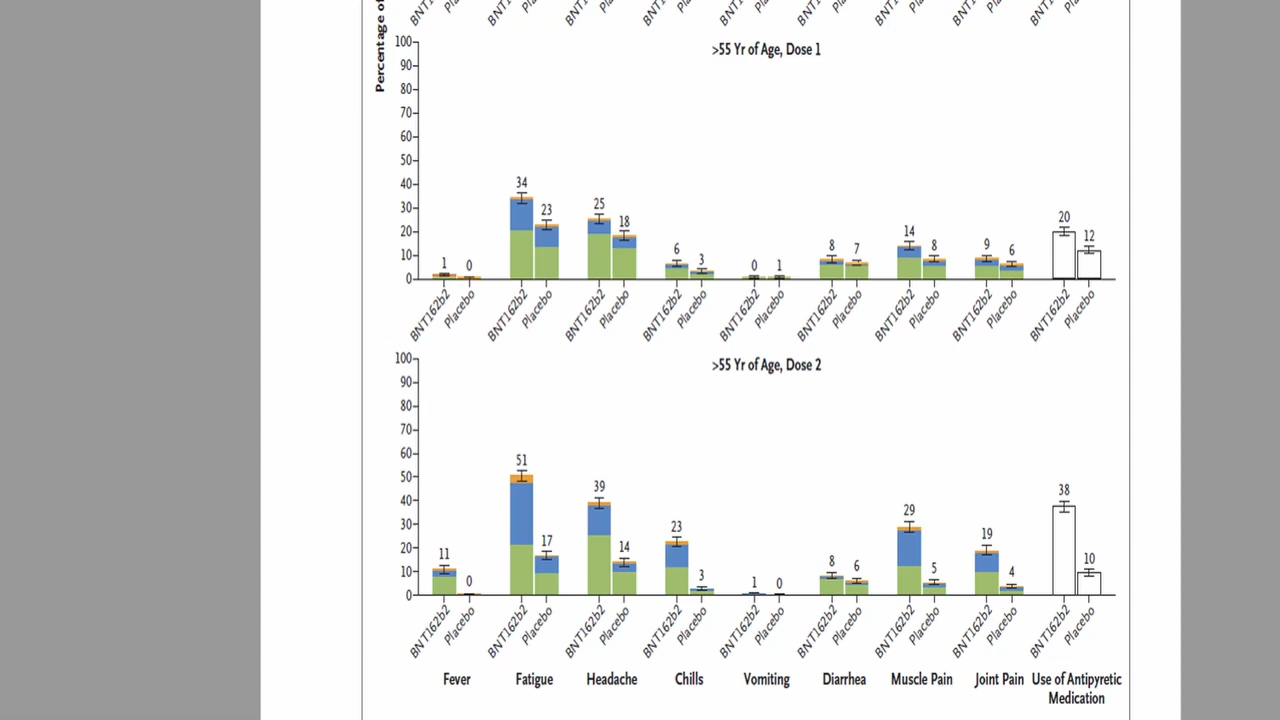 BNT162b2 Placebo BNT162b2 Placebo BNT162b2 Placebo BNT162b2 Placebo BNT162b2 Placebo BNT162b2 Placebo BNT162b2 Placebo BNT162b2 Placebo BNT162b2 Placebo
Fever Fatigue Headache Chills Vomiting Diarrhea Muscle Pain Joint Pain Use of Antipyretic
Medication
Percentage of
>55 Yr of Age, Dose 1
100
90
80
70
60
50
40
30
20
10
0
1 0 34 23 25 18 6 3 0 1 8 7 14 8 9 6 20 12
BNT162b2 Placebo BNT162b2 Placebo BNT162b2 Placebo BNT162b2 Placebo BNT162b2 Placebo BNT162b2 Placebo BNT162b2 Placebo BNT162b2 Placebo BNT162b2 Placebo
>55 Yr of Age, Dose 2
100
90
80
70
60
50
40
30
20
10
0
11 0 51 17 39 14 23 3 1 0 8 6 29 5 19 4 38 10